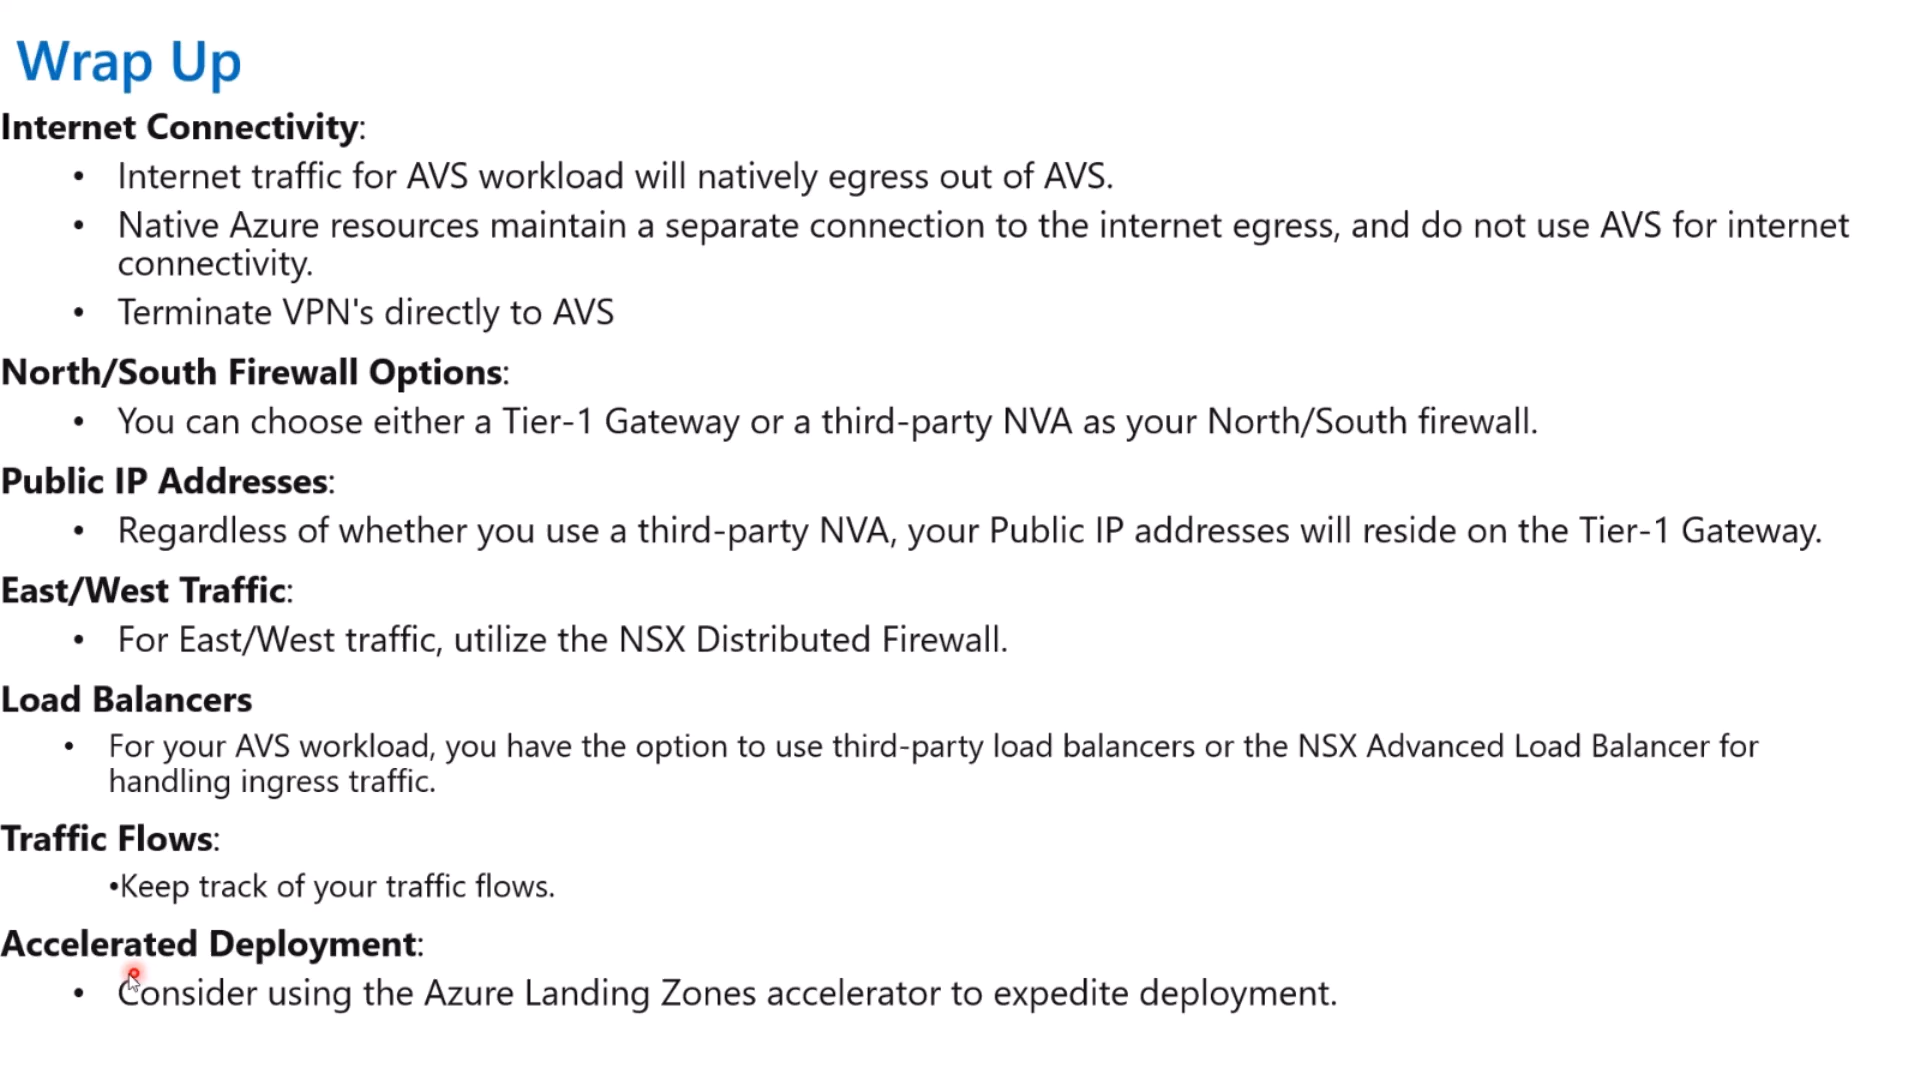 Wrap Up
Internet Connectivity:
• Internet traffic for AVS workload will natively egress out of AVS.
• Native Azure resources maintain a separate connection to the internet egress, and do not use AVS for internet
connectivity.
• Terminate VPN's directly to AVS
North/South Firewall Options:
• You can choose either a Tier-1 Gateway or a third-party NVA as your North/South firewall.
Public IP Addresses:
• Regardless of whether you use a third-party NVA, your Public IP addresses will reside on the Tier-1 Gateway.
East/West Traffic:
• For East/West traffic, utilize the NSX Distributed Firewall.
Load Balancers
• For your AVS workload, you have the option to use third-party load balancers or the NSX Advanced Load Balancer for
handling ingress traffic.
Traffic Flows:
•Keep track of your traffic flows.
Accelerated Deployment:
• Consider using the Azure Landing Zones accelerator to expedite deployment.